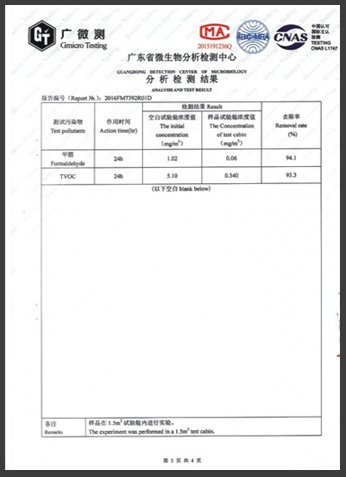 GT 广微测
Gmicro Testing
MA
2015191236Q
ilac-MRA
CNAS
中国认可
国际互认
检测
TESTING
CNAS L1747
广东省微生物分析检测中心
GUANGDONG DETECTION CENTER OF MICROBIOLOGY
分析检测结果
ANALYSIS AND TEST RESULT
报告编号(Report №.): 2016FM7392R01D
测试污染物
Test pollutants
作用时间
Action time(hr)
检测结果 Result
空白试验舱浓度值
The initial
concentration
(mg/m³)
样品试验舱浓度值
The Concentration
of test cabin
(mg/m³)
去除率
Removal rate
(%)
甲醛
Formaldehyde
24h
1.02
0.06
94.1
TVOC
24h
5.10
0.340
93.3
(以下空白 blank below)
备注
Remarks
样品在 1.5m³ 试验舱内进行实验。
The experiment was performed in a 1.5m³ test cabin.
第 3 页 共 4 页